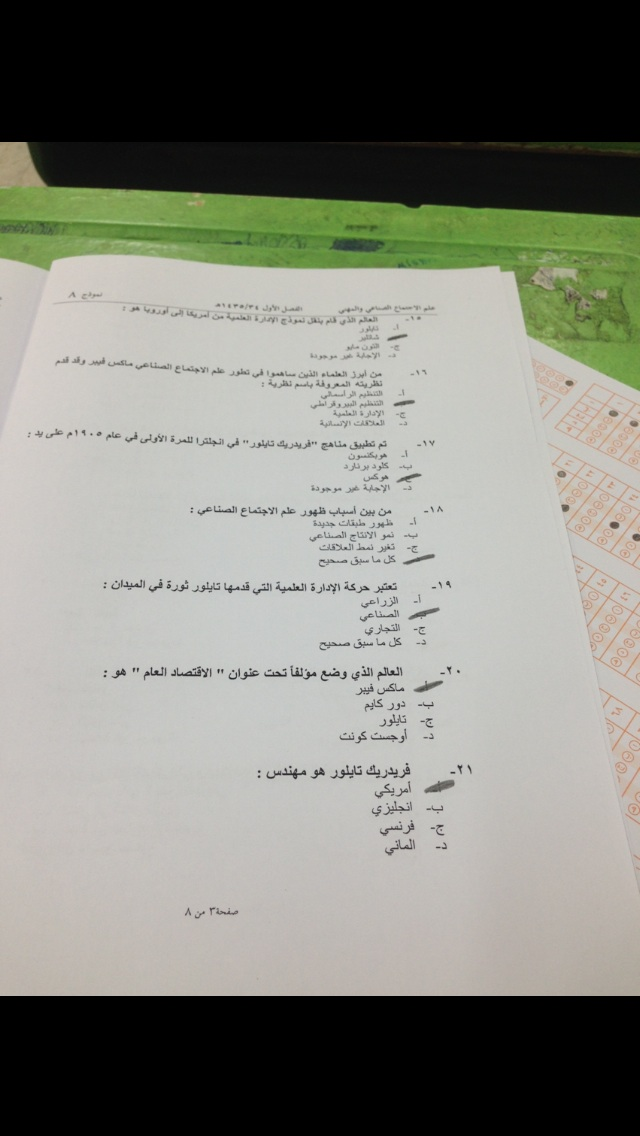 علم الاجتماع الصناعي والمهني الفصل الأول ١٤٣٥/٣٤هـ نموذج ٨
١٥- العالم الذي قام بنقل نموذج الإدارة العلمية من أمريكا إلى أوروبا هو :
أ- تايلور
شاتلير
ج- التون مايو
د- الإجابة غير موجودة
١٦- من أبرز العلماء الذين ساهموا في تطور علم الاجتماع الصناعي ماكس فيبر وقد قدم
نظريته المعروفة باسم نظرية :
أ- التنظيم الرأسمالي
التنظيم البيروقراطي
ج- الإدارة العلمية
د- العلاقات الإنسانية
١٧- تم تطبيق مناهج "فريدريك تايلور" في انجلترا للمرة الأولى في عام ١٩٠٥م على يد :
أ- هوبكنسون
ب- كلود برنارد
ج- هوكس
د- الإجابة غير موجودة
١٨- من بين أسباب ظهور علم الاجتماع الصناعي :
أ- ظهور طبقات جديدة
ب- نمو الانتاج الصناعي
ج- تغير نمط العلاقات
كل ما سبق صحيح
١٩- تعتبر حركة الإدارة العلمية التي قدمها تايلور ثورة في الميدان :
أ- الزراعي
ب- الصناعي
ج- التجاري
د- كل ما سبق صحيح
٢٠- العالم الذي وضع مؤلفاً تحت عنوان " الاقتصاد العام " هو :
أ- ماكس فيبر
ب- دور كايم
ج- تايلور
د- أوجست كونت
٢١- فريدريك تايلور هو مهندس :
أ- أمريكي
ب- انجليزي
ج- فرنسي
د- الماني
صفحة ٣ من ٨